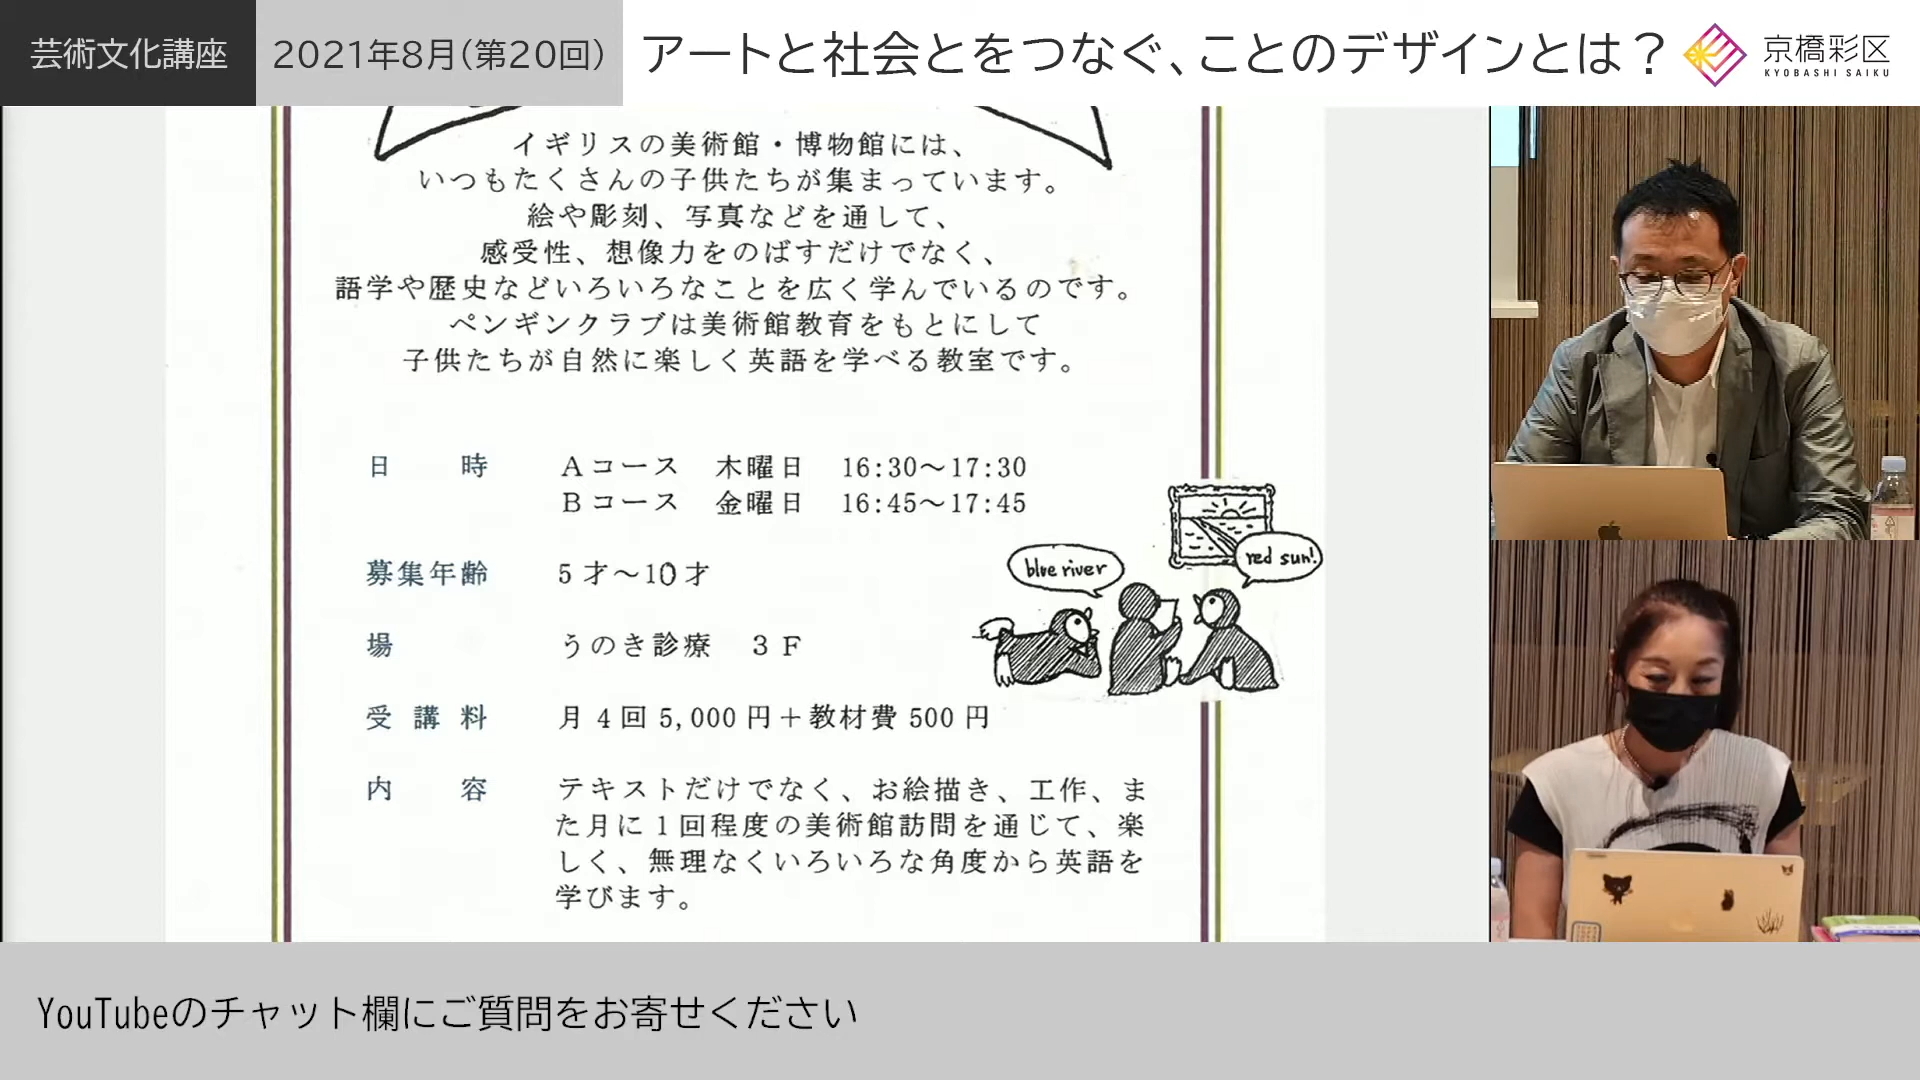 芸術文化講座
2021年8月(第20回)
アートと社会とをつなぐ、ことのデザインとは？
京橋彩区
KYOBASHI SAIKU
イギリスの美術館・博物館には、
いつもたくさんの子供たちが集まっています。
絵や彫刻、写真などを通して、
感受性、想像力をのばすだけでなく、
語学や歴史などいろいろなことを広く学んでいるのです。
ペンギンクラブは美術館教育をもとにして
子供たちが自然に楽しく英語を学べる教室です。
日時 Aコース 木曜日 16:30～17:30
Bコース 金曜日 16:45～17:45
募集年齢 5才～10才
場 うのき診療 3F
受講料 月4回5,000円＋教材費500円
内容 テキストだけでなく、お絵描き、工作、ま
た月に1回程度の美術館訪問を通じて、楽
しく、無理なくいろいろな角度から英語を
学びます。
blue river
red sun!
YouTubeのチャット欄にご質問をお寄せください